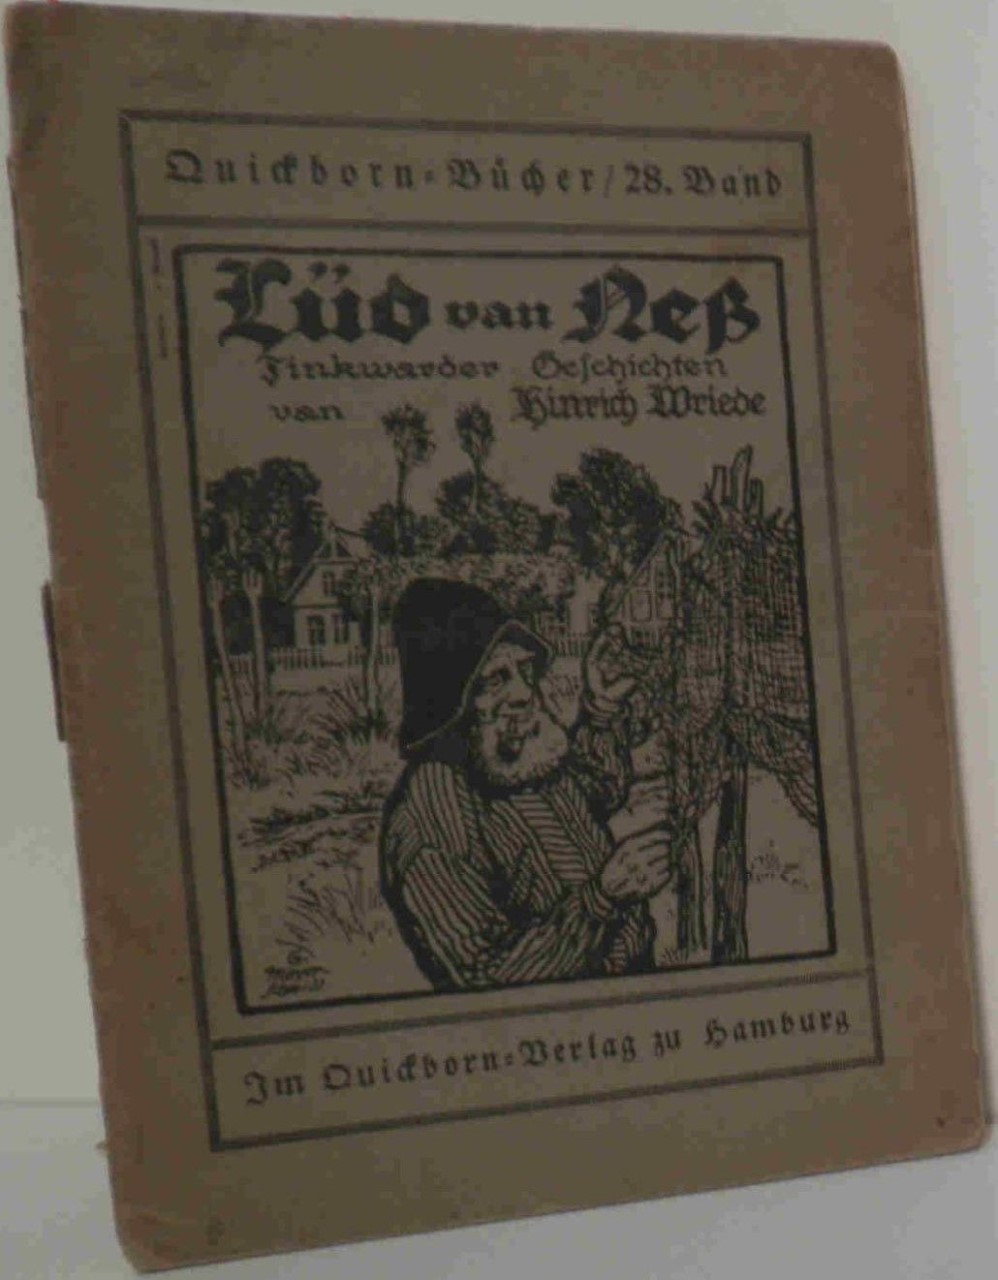 Quickborn=Bücher / 28. Band
Lüd van Neß
Finkwarder Geschichten
van Hinrich Wriede
Im Quickborn=Verlag zu Hamburg